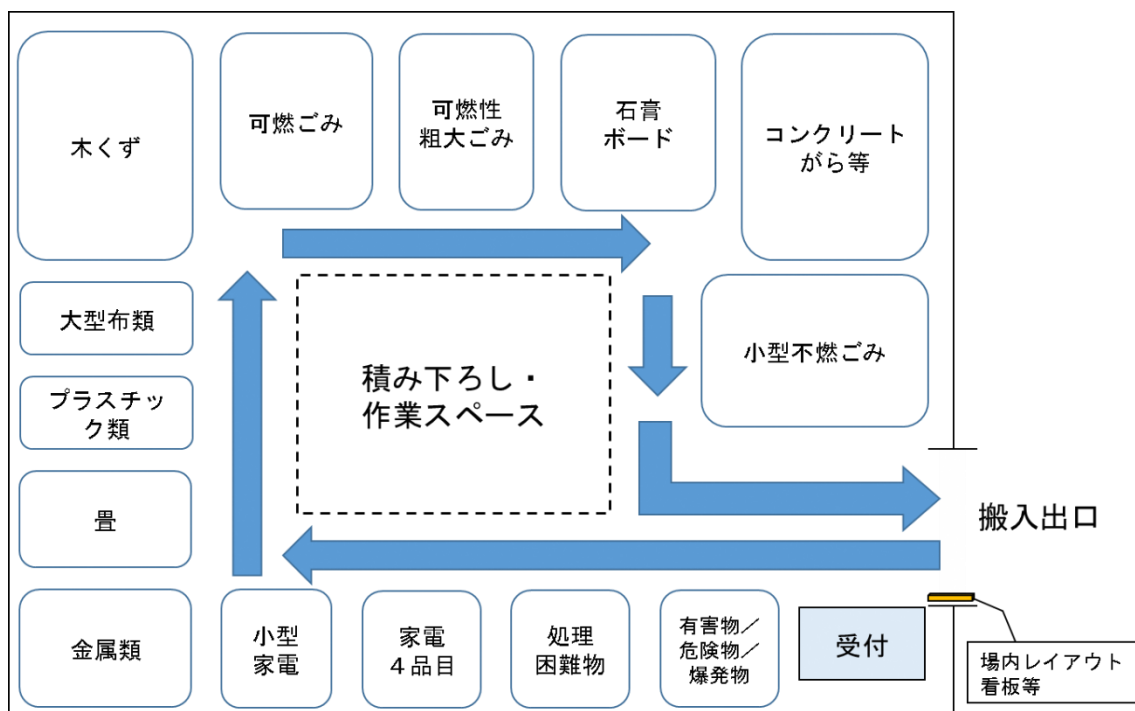 木くず
可燃ごみ
可燃性
粗大ごみ
石膏
ボード
コンクリート
がら等
大型布類
プラスチッ
ク類
畳
金属類
積み下ろし・
作業スペース
小型不燃ごみ
搬入出口
小型
家電
家電
４品目
処理
困難物
有害物／
危険物／
爆発物
受付
場内レイアウト
看板等